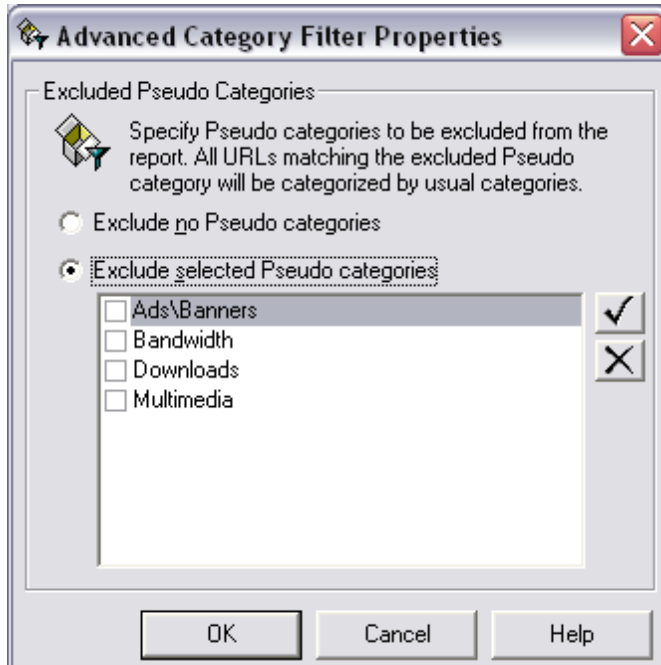 Advanced Category Filter Properties
Excluded Pseudo Categories
Specify Pseudo categories to be excluded from the
report. All URLs matching the excluded Pseudo
category will be categorized by usual categories.
Exclude no Pseudo categories
Exclude selected Pseudo categories
Ads\Banners
Bandwidth
Downloads
Multimedia
OK
Cancel
Help